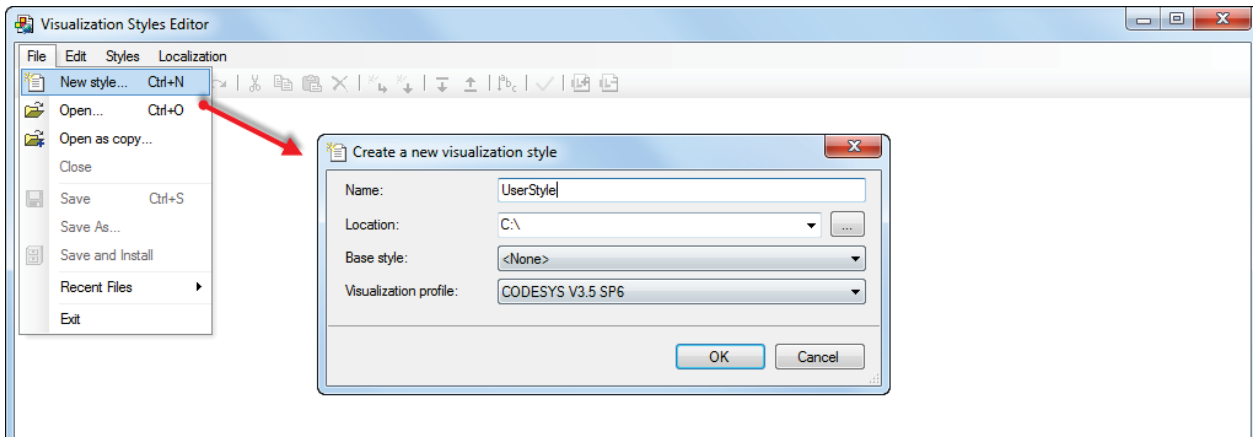 Visualization Styles Editor
File Edit Styles Localization
New style... Ctrl+N
Open... Ctrl+O
Open as copy...
Close
Save Ctrl+S
Save As...
Save and Install
Recent Files
Exit
Create a new visualization style
Name: UserStyle
Location: C:\ ...
Base style: <None>
Visualization profile: CODESYS V3.5 SP6
OK Cancel